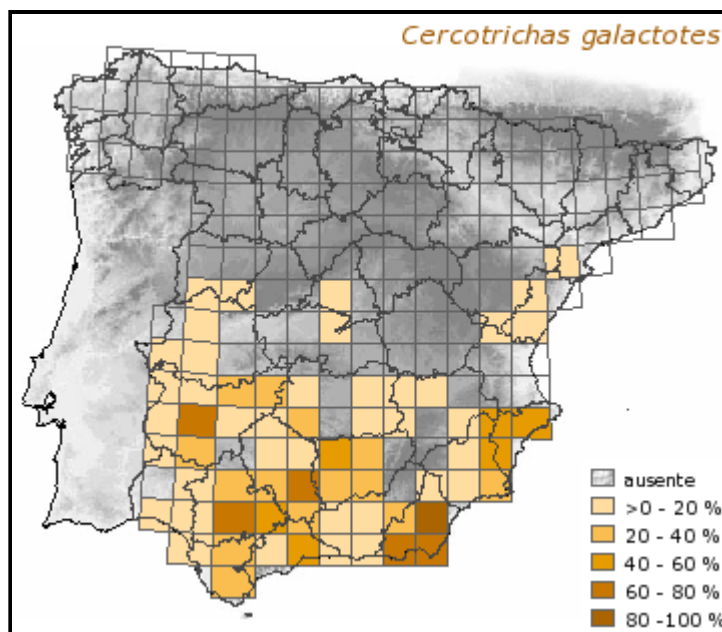 Cercotrichas galactotes
ausente
>0 - 20 %
20 - 40 %
40 - 60 %
60 - 80 %
80 -100 %